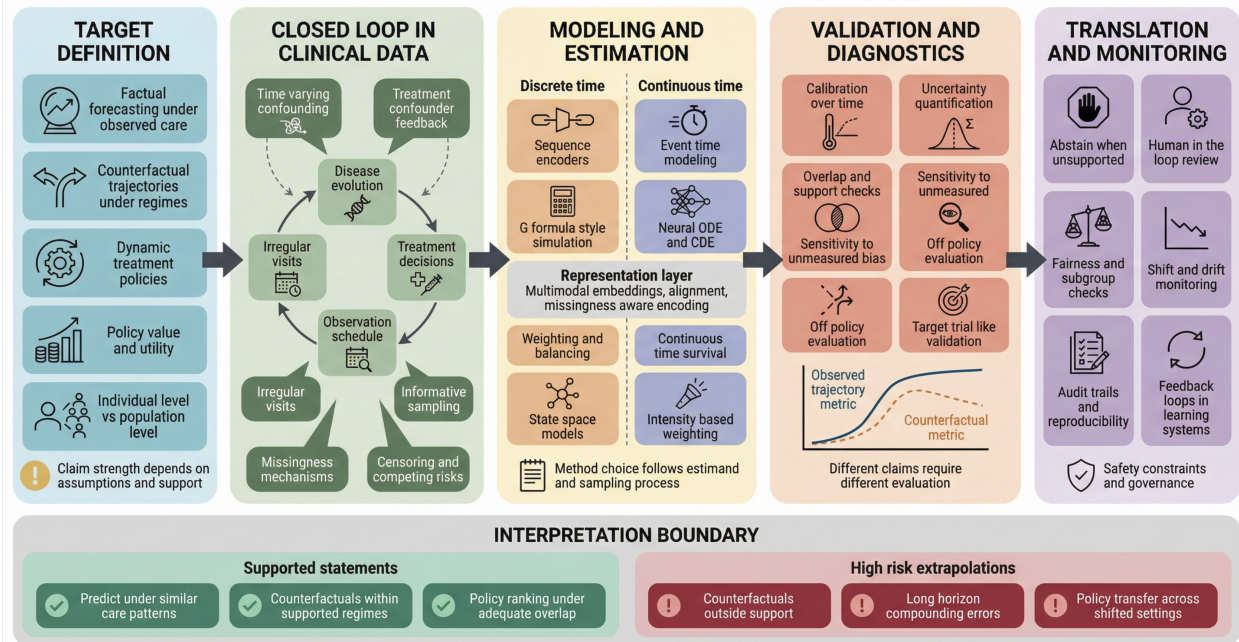 TARGET
DEFINITION
Factual
forecasting under
observed care
Counterfactual
trajectories
under regimes
Dynamic
treatment
policies
Policy value
and utility
Individual level
vs population
level
Claim strength depends on
assumptions and support
CLOSED LOOP IN
CLINICAL DATA
Time varying
confounding
Treatment
confounder
feedback
Disease
evolution
Irregular
visits
Treatment
decisions
Observation
schedule
Irregular
visits
Informative
sampling
Missingness
mechanisms
Censoring and
competing risks
MODELING AND
ESTIMATION
Discrete time
Continuous time
Sequence
encoders
Event time
modeling
G formula style
simulation
Neural ODE
and CDE
Representation layer
Multimodal embeddings, alignment,
missingness aware encoding
Weighting and
balancing
Continuous
time survival
State space
models
Intensity based
weighting
Method choice follows estimand
and sampling process
VALIDATION AND
DIAGNOSTICS
Calibration
over time
Uncertainty
quantification
Σ
Overlap and
support checks
Sensitivity to
unmeasured bias
Sensitivity to
unmeasured
Off policy
evaluation
Off policy
evaluation
Target trial like
validation
Observed
trajectory
metric
Counterfactual
metric
Different claims require
different evaluation
TRANSLATION
AND MONITORING
Abstain when
unsupported
Human in the
loop review
Fairness and
subgroup
checks
Shift and drift
monitoring
Audit trails
and
reproducibility
Feedback
loops in
learning
systems
Safety constraints
and governance
INTERPRETATION BOUNDARY
Supported statements
Predict under similar
care patterns
Counterfactuals within
supported regimes
Policy ranking under
adequate overlap
High risk extrapolations
Counterfactuals
outside support
Long horizon
compounding errors
Policy transfer across
shifted settings